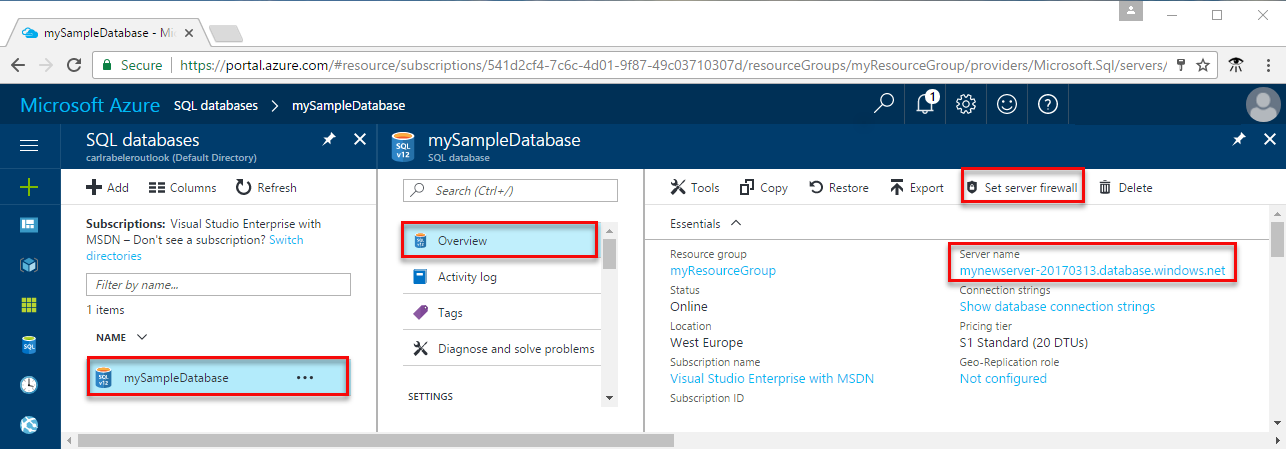 mySampleDatabase - Mi
Secure https://portal.azure.com/#resource/subscriptions/541d2cf4-7c6c-4d01-9f87-49c03710307d/resourceGroups/myResourceGroup/providers/Microsoft.Sql/servers/
Microsoft Azure SQL databases > mySampleDatabase 1
SQL databases
carlrabeleroutlook (Default Directory)
Add Columns Refresh
Subscriptions: Visual Studio Enterprise with
MSDN – Don't see a subscription? Switch
directories
Filter by name...
1 items
NAME
SQL v12 mySampleDatabase ...
SQL
SQL v12
mySampleDatabase
SQL database
Search (Ctrl+/)
Overview
Activity log
Tags
Diagnose and solve problems
SETTINGS
Tools Copy Restore Export Set server firewall Delete
Essentials
Resource group
myResourceGroup
Status
Online
Location
West Europe
Subscription name
Visual Studio Enterprise with MSDN
Subscription ID
Server name
mynewserver-20170313.database.windows.net
Connection strings
Show database connection strings
Pricing tier
S1 Standard (20 DTUs)
Geo-Replication role
Not configured